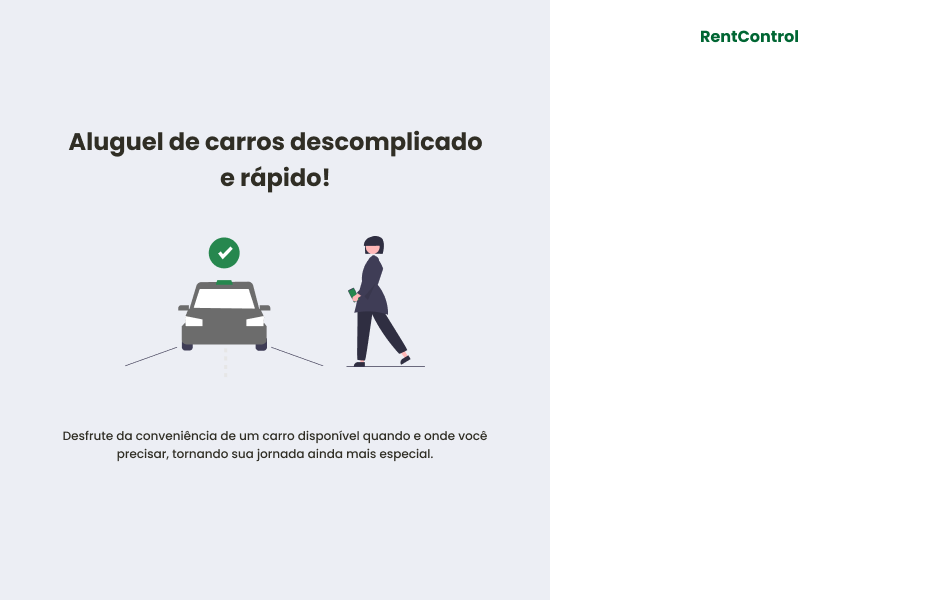 RentControl
Aluguel de carros descomplicado
e rápido!
Desfrute da conveniência de um carro disponível quando e onde você
precisar, tornando sua jornada ainda mais especial.